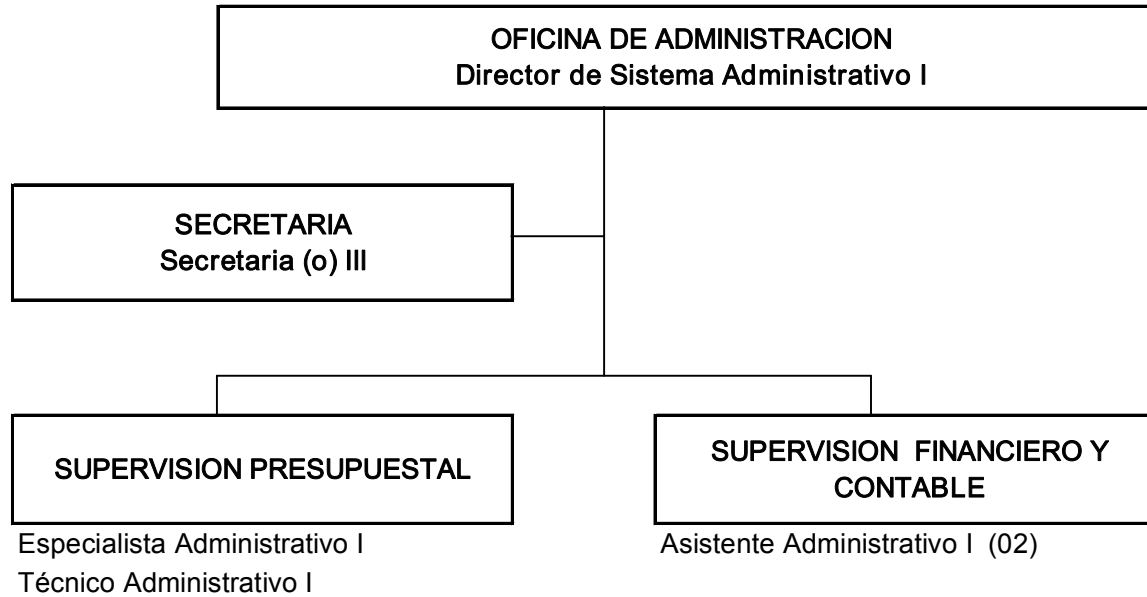 OFICINA DE ADMINISTRACION
Director de Sistema Administrativo I
SECRETARIA
Secretaria (o) III
SUPERVISION PRESUPUESTAL
Especialista Administrativo I
Técnico Administrativo I
SUPERVISION FINANCIERO Y
CONTABLE
Asistente Administrativo I (02)